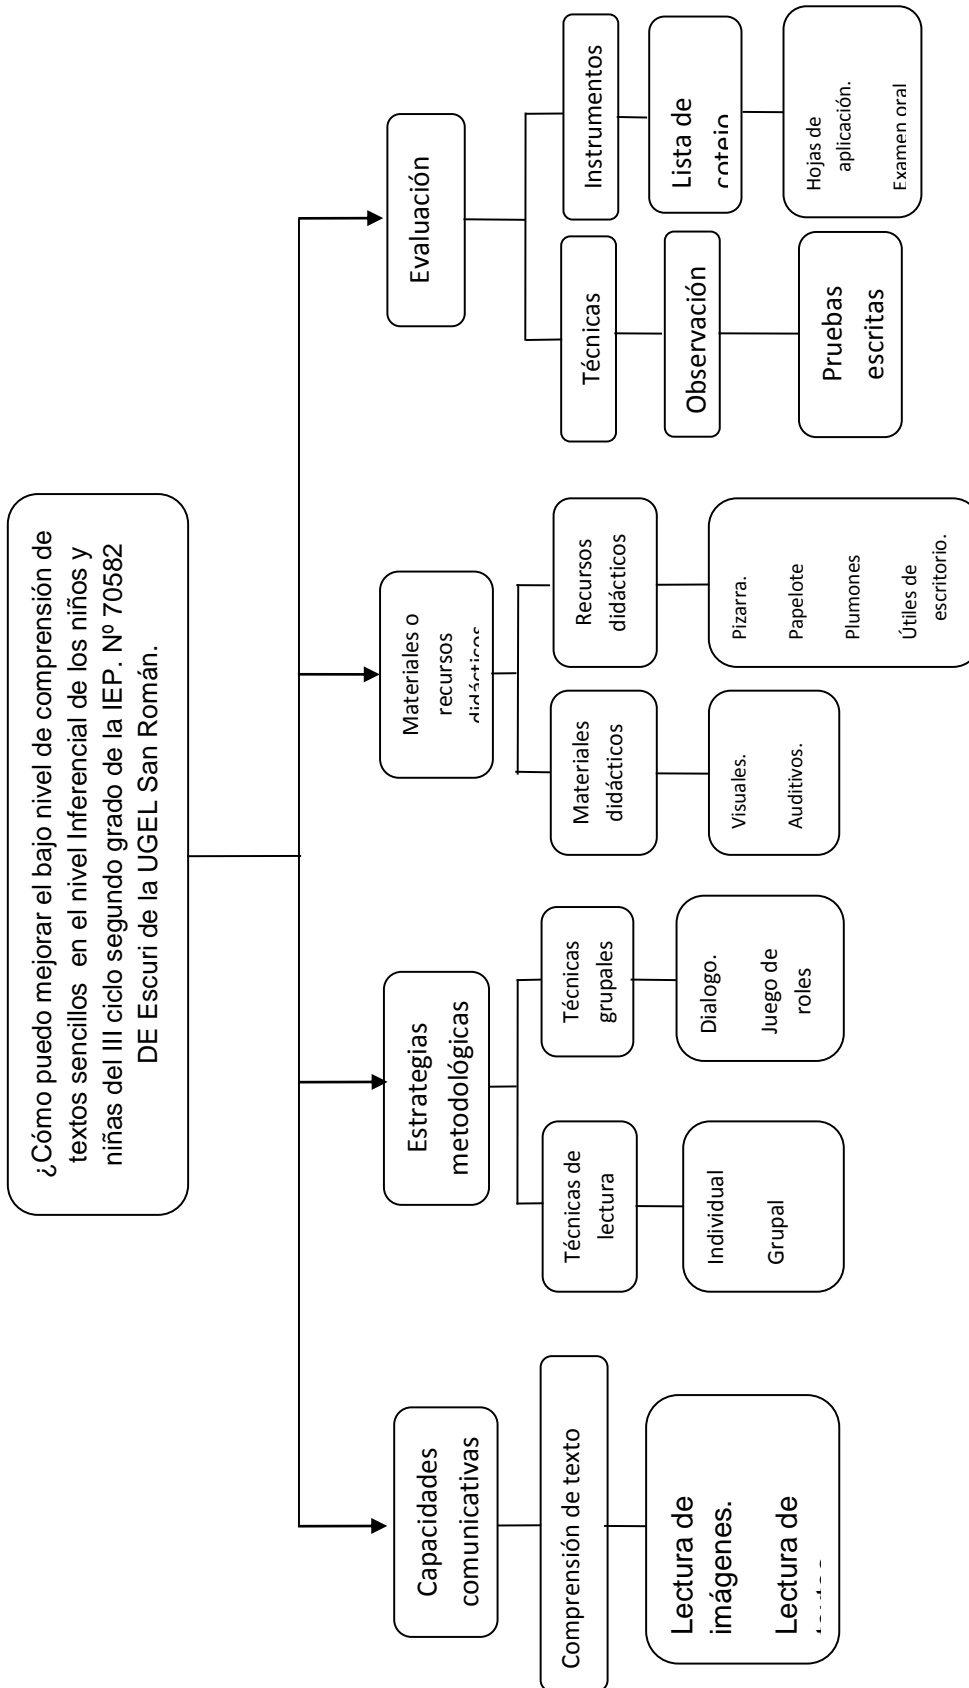 ¿Cómo puedo mejorar el bajo nivel de comprensión de
textos sencillos en el nivel Inferencial de los niños y
niñas del III ciclo segundo grado de la IEP. Nº 70582
DE Escuri de la UGEL San Román.
Capacidades
comunicativas
Comprensión de texto
Lectura de
imágenes.
Lectura de
Estrategias
metodológicas
Técnicas de
lectura
Individual
Grupal
Técnicas
grupales
Dialogo.
Juego de
roles
Materiales o
recursos
didácticos
Materiales
didácticos
Visuales.
Auditivos.
Recursos
didácticos
Pizarra.
Papelote
Plumones
Útiles de
escritorio.
Evaluación
Técnicas
Observación
Pruebas
escritas
Instrumentos
Lista de
cotejo
Hojas de
aplicación.
Examen oral